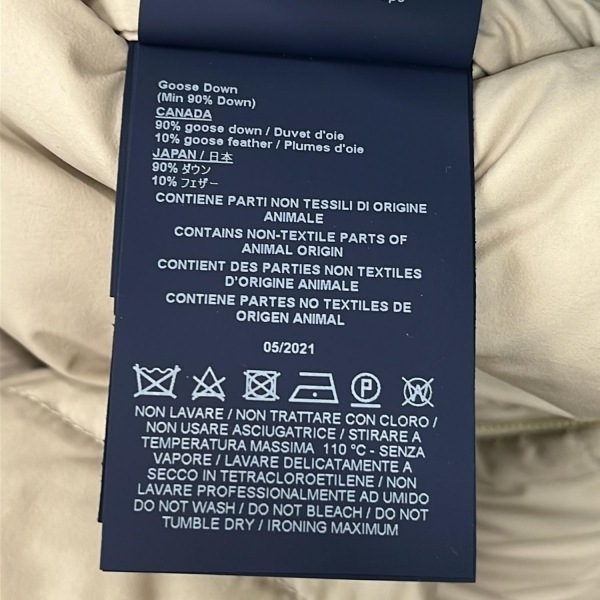 Goose Down
(Min 90% Down)
CANADA
90% goose down / Duvet d'oie
10% goose feather / Plumes d'oie
JAPAN / 日本
90% ダウン
10% フェザー
CONTIENE PARTI NON TESSILI DI ORIGINE
ANIMALE
CONTAINS NON-TEXTILE PARTS OF
ANIMAL ORIGIN
CONTIENT DES PARTIES NON TEXTILES
D'ORIGINE ANIMALE
CONTIENE PARTES NO TEXTILES DE
ORIGEN ANIMAL
05/2021
P W
NON LAVARE / NON TRATTARE CON CLORO /
NON USARE ASCIUGATRICE / STIRARE A
TEMPERATURA MASSIMA 110 °C - SENZA
VAPORE / LAVARE DELICATAMENTE A
SECCO IN TETRACLOROETILENE / NON
LAVARE PROFESSIONALMENTE AD UMIDO
DO NOT WASH / DO NOT BLEACH / DO NOT
TUMBLE DRY / IRONING MAXIMUM